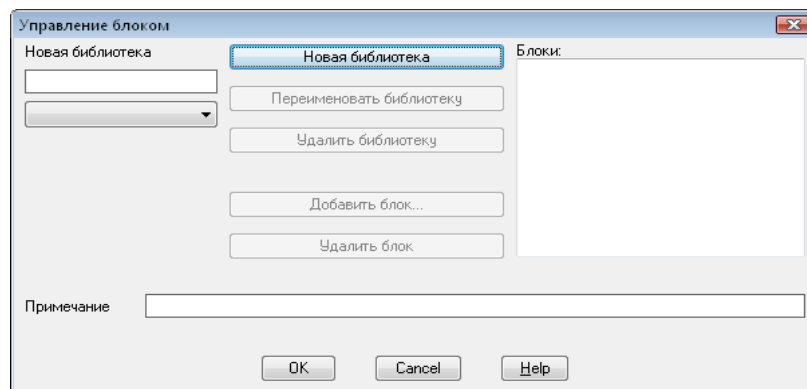 Управление блоком
Новая библиотека
Новая библиотека
Блоки:
Переименовать библиотеку
Удалить библиотеку
Добавить блок...
Удалить блок
Примечание
OK
Cancel
Help